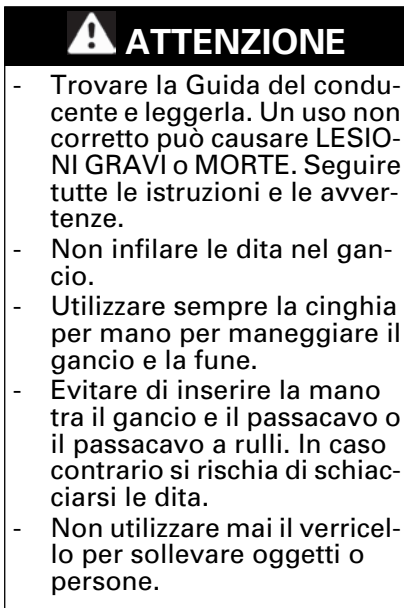 ATTENZIONE
- Trovare la Guida del condu-
cente e leggerla. Un uso non
corretto può causare LESIO-
NI GRAVI o MORTE. Seguire
tutte le istruzioni e le avver-
tenze.
- Non infilare le dita nel gan-
cio.
- Utilizzare sempre la cinghia
per mano per maneggiare il
gancio e la fune.
- Evitare di inserire la mano
tra il gancio e il passacavo o
il passacavo a rulli. In caso
contrario si rischia di schiac-
ciarsi le dita.
- Non utilizzare mai il verricel-
lo per sollevare oggetti o
persone.